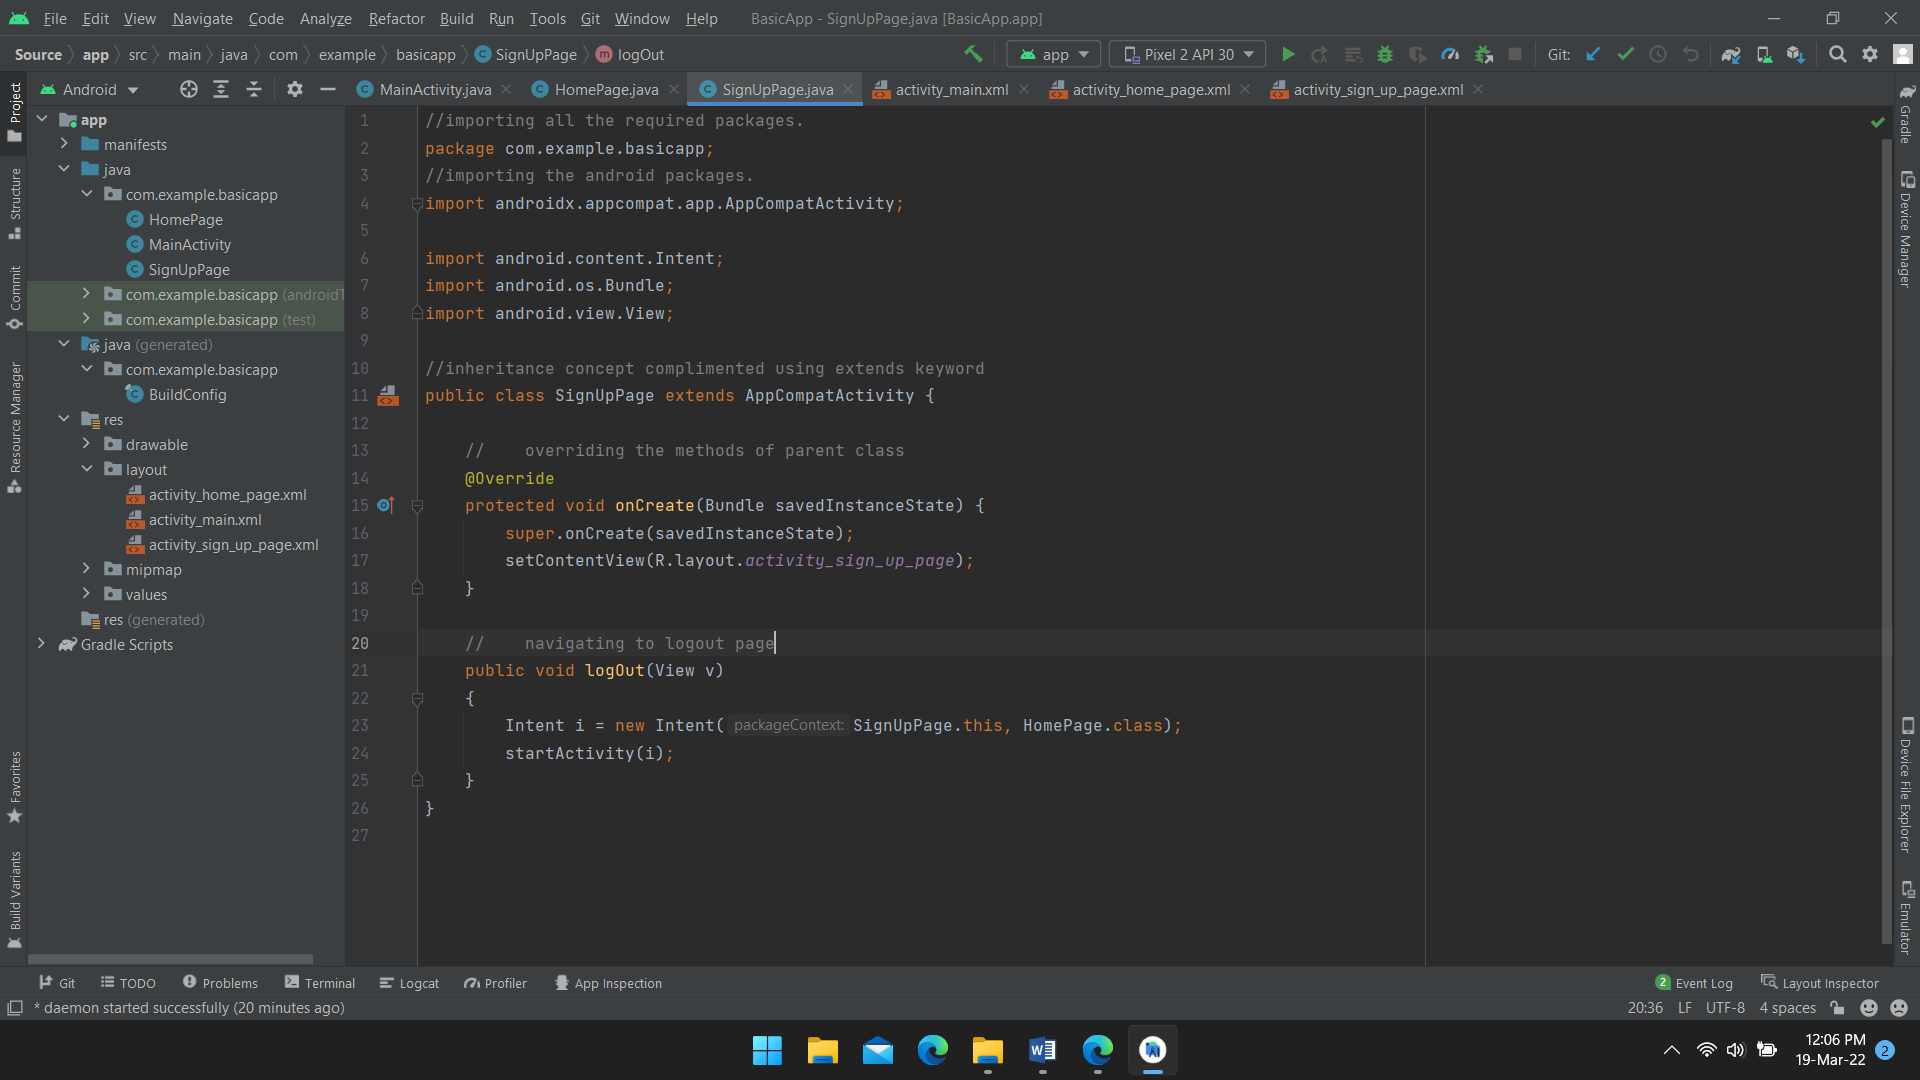 File Edit View Navigate Code Analyze Refactor Build Run Tools Git Window Help BasicApp - SignUpPage.java [BasicApp.app]
Source app src main java com example basicapp SignUpPage logOut app Pixel 2 API 30 Git:
Android MainActivity.java HomePage.java SignUpPage.java activity_main.xml activity_home_page.xml activity_sign_up_page.xml
Project
Structure
Commit
Resource Manager
Favorites
Build Variants
app
manifests
java
com.example.basicapp
HomePage
MainActivity
SignUpPage
com.example.basicapp (androidT
com.example.basicapp (test)
java (generated)
com.example.basicapp
BuildConfig
res
drawable
layout
activity_home_page.xml
activity_main.xml
activity_sign_up_page.xml
mipmap
values
res (generated)
Gradle Scripts
1 //importing all the required packages.
2 package com.example.basicapp;
3 //importing the android packages.
4 import androidx.appcompat.app.AppCompatActivity;
5
6 import android.content.Intent;
7 import android.os.Bundle;
8 import android.view.View;
9
10 //inheritance concept complimented using extends keyword
11 public class SignUpPage extends AppCompatActivity {
12
13 // overriding the methods of parent class
14 @Override
15 protected void onCreate(Bundle savedInstanceState) {
16 super.onCreate(savedInstanceState);
17 setContentView(R.layout.activity_sign_up_page);
18 }
19
20 // navigating to logout page
21 public void logOut(View v)
22 {
23 Intent i = new Intent( packageContext: SignUpPage.this, HomePage.class);
24 startActivity(i);
25 }
26 }
27
Gradle
Device Manager
Device File Explorer
Emulator
Git TODO Problems Terminal Logcat Profiler App Inspection 2 Event Log Layout Inspector
* daemon started successfully (20 minutes ago) 20:36 LF UTF-8 4 spaces
12:06 PM
19-Mar-22 2